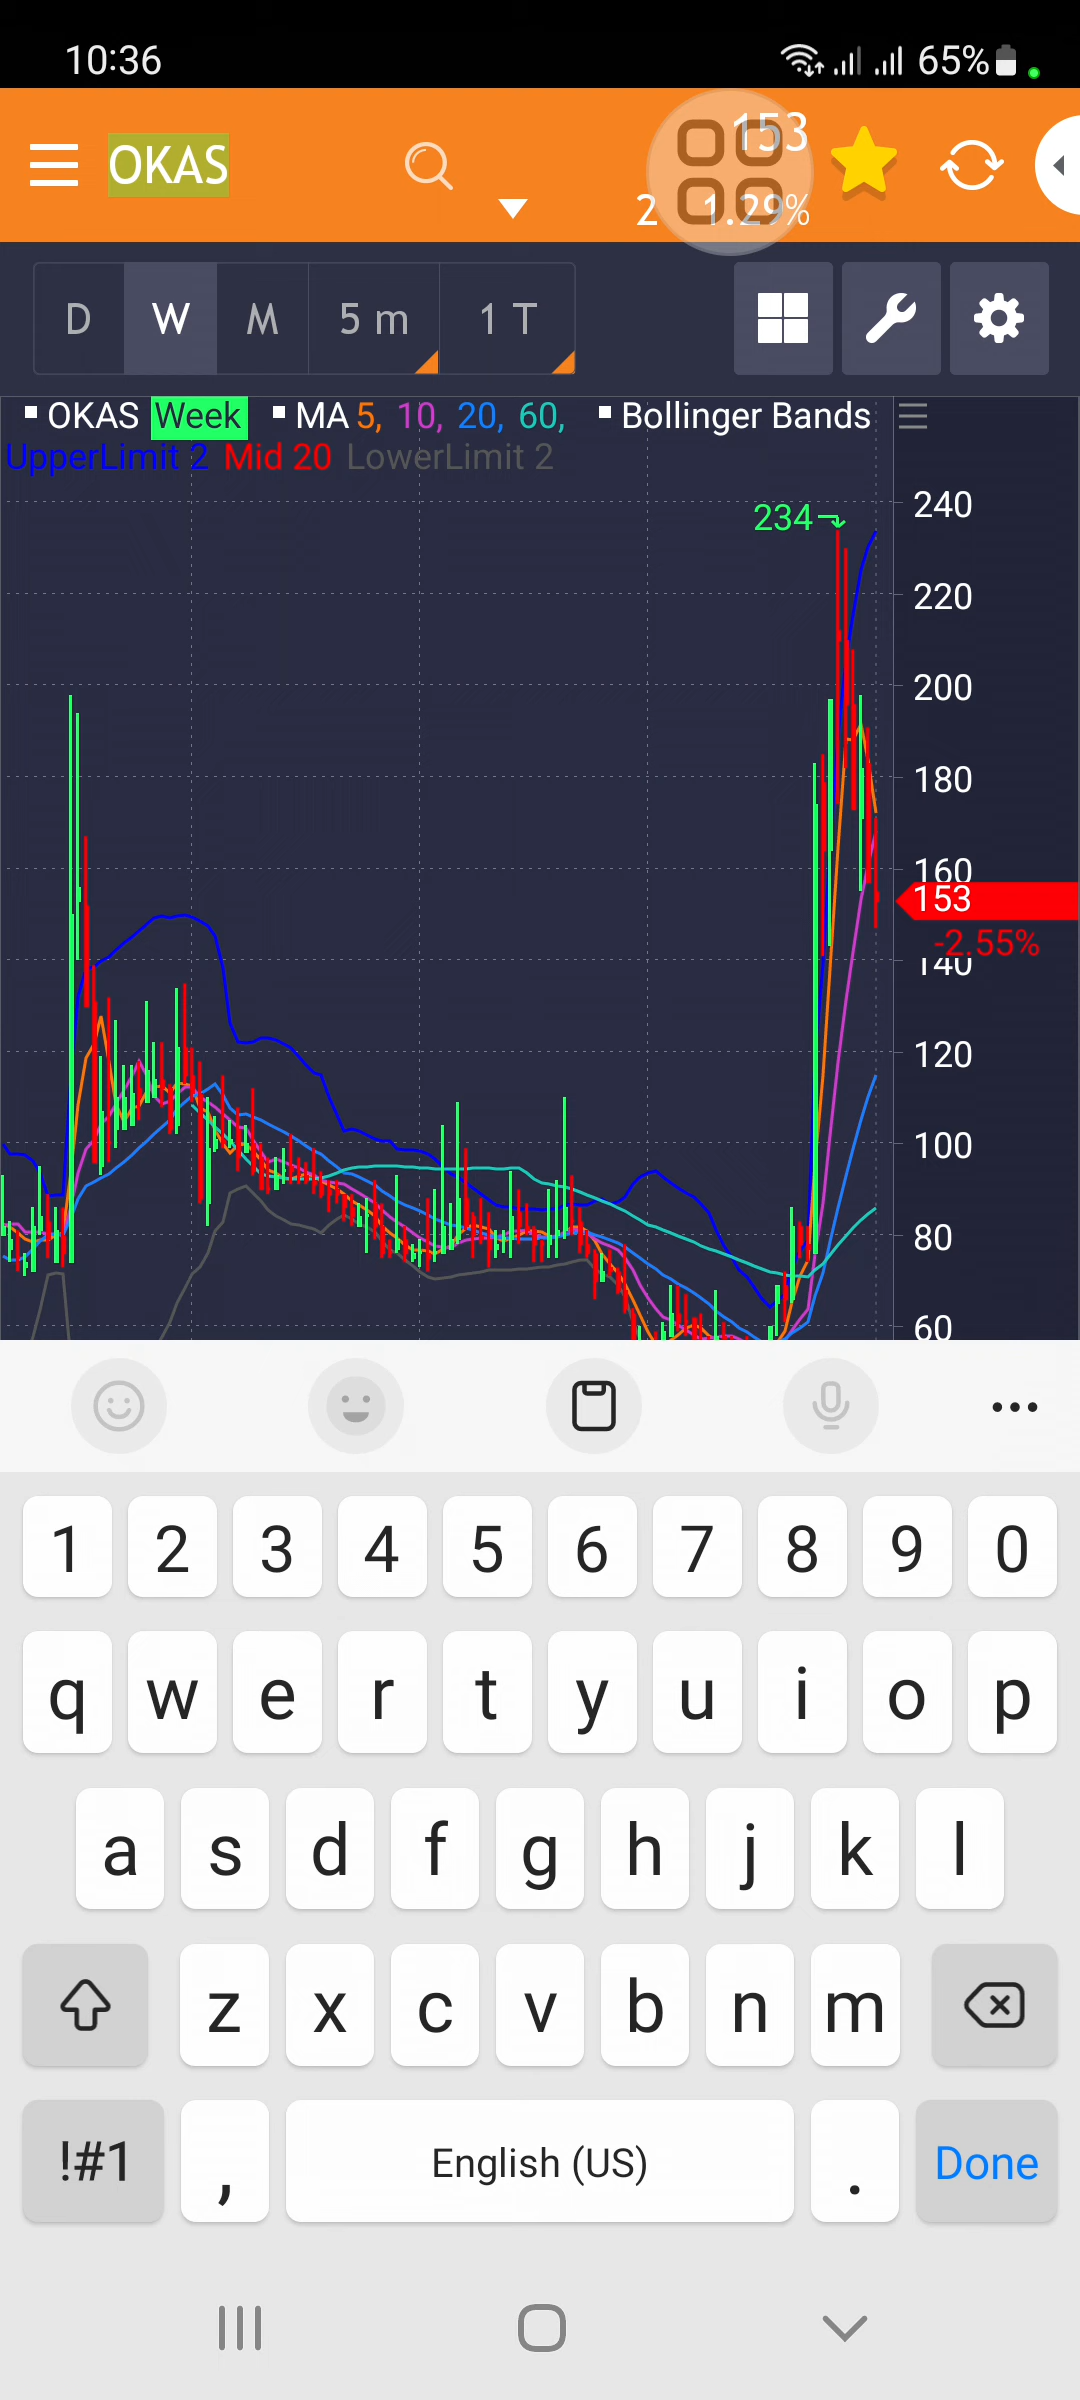 10:36 65%
OKAS 153
2 1.29%
D W M 5 m 1 T
OKAS Week MA 5, 10, 20, 60, Bollinger Bands
UpperLimit 2 Mid 20 LowerLimit 2
240
234
220
200
180
160
153
-2.55%
140
120
100
80
60
1 2 3 4 5 6 7 8 9 0
q w e r t y u i o p
a s d f g h j k l
z x c v b n m
!#1 , English (US) . Done